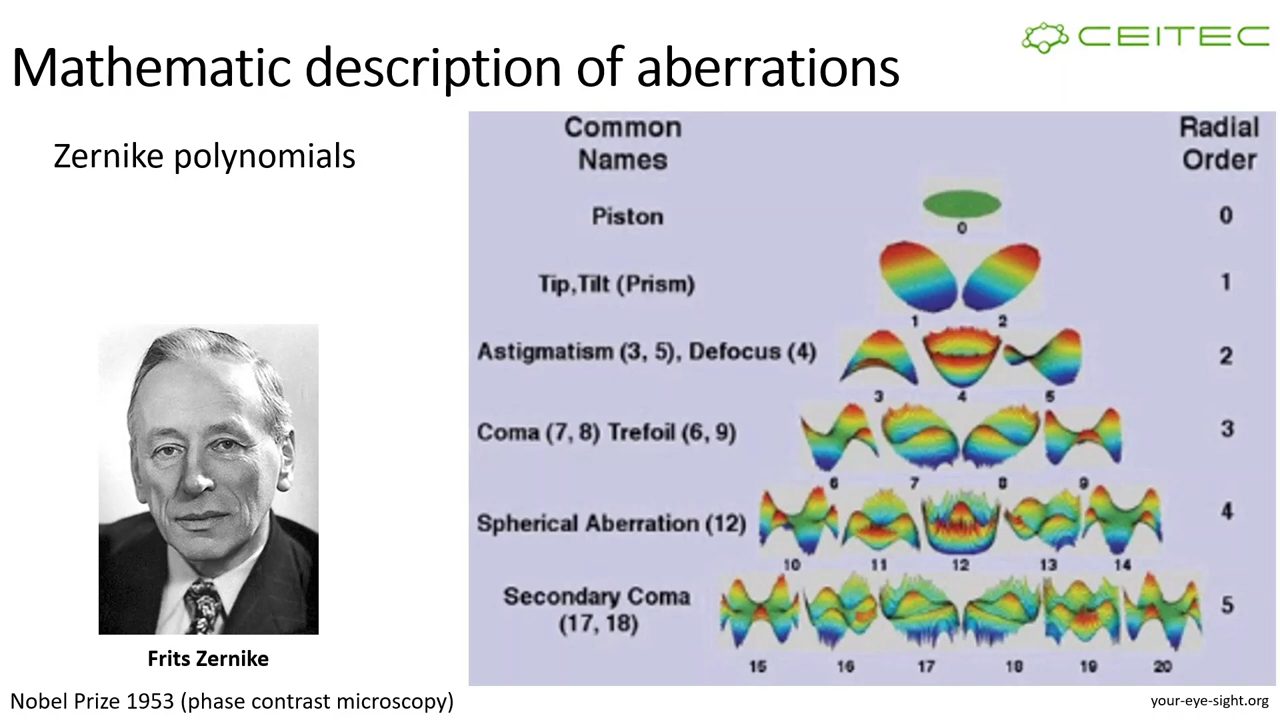 CEITEC
Mathematic description of aberrations
Zernike polynomials
Common
Names
Radial
Order
Piston
0
0
Tip,Tilt (Prism)
1
1 2
Astigmatism (3, 5), Defocus (4)
2
3 4 5
Coma (7, 8) Trefoil (6, 9)
3
6 7 8 9
Spherical Aberration (12)
4
10 11 12 13 14
Secondary Coma
(17, 18)
5
15 16 17 18 19 20
Frits Zernike
Nobel Prize 1953 (phase contrast microscopy)
your-eye-sight.org